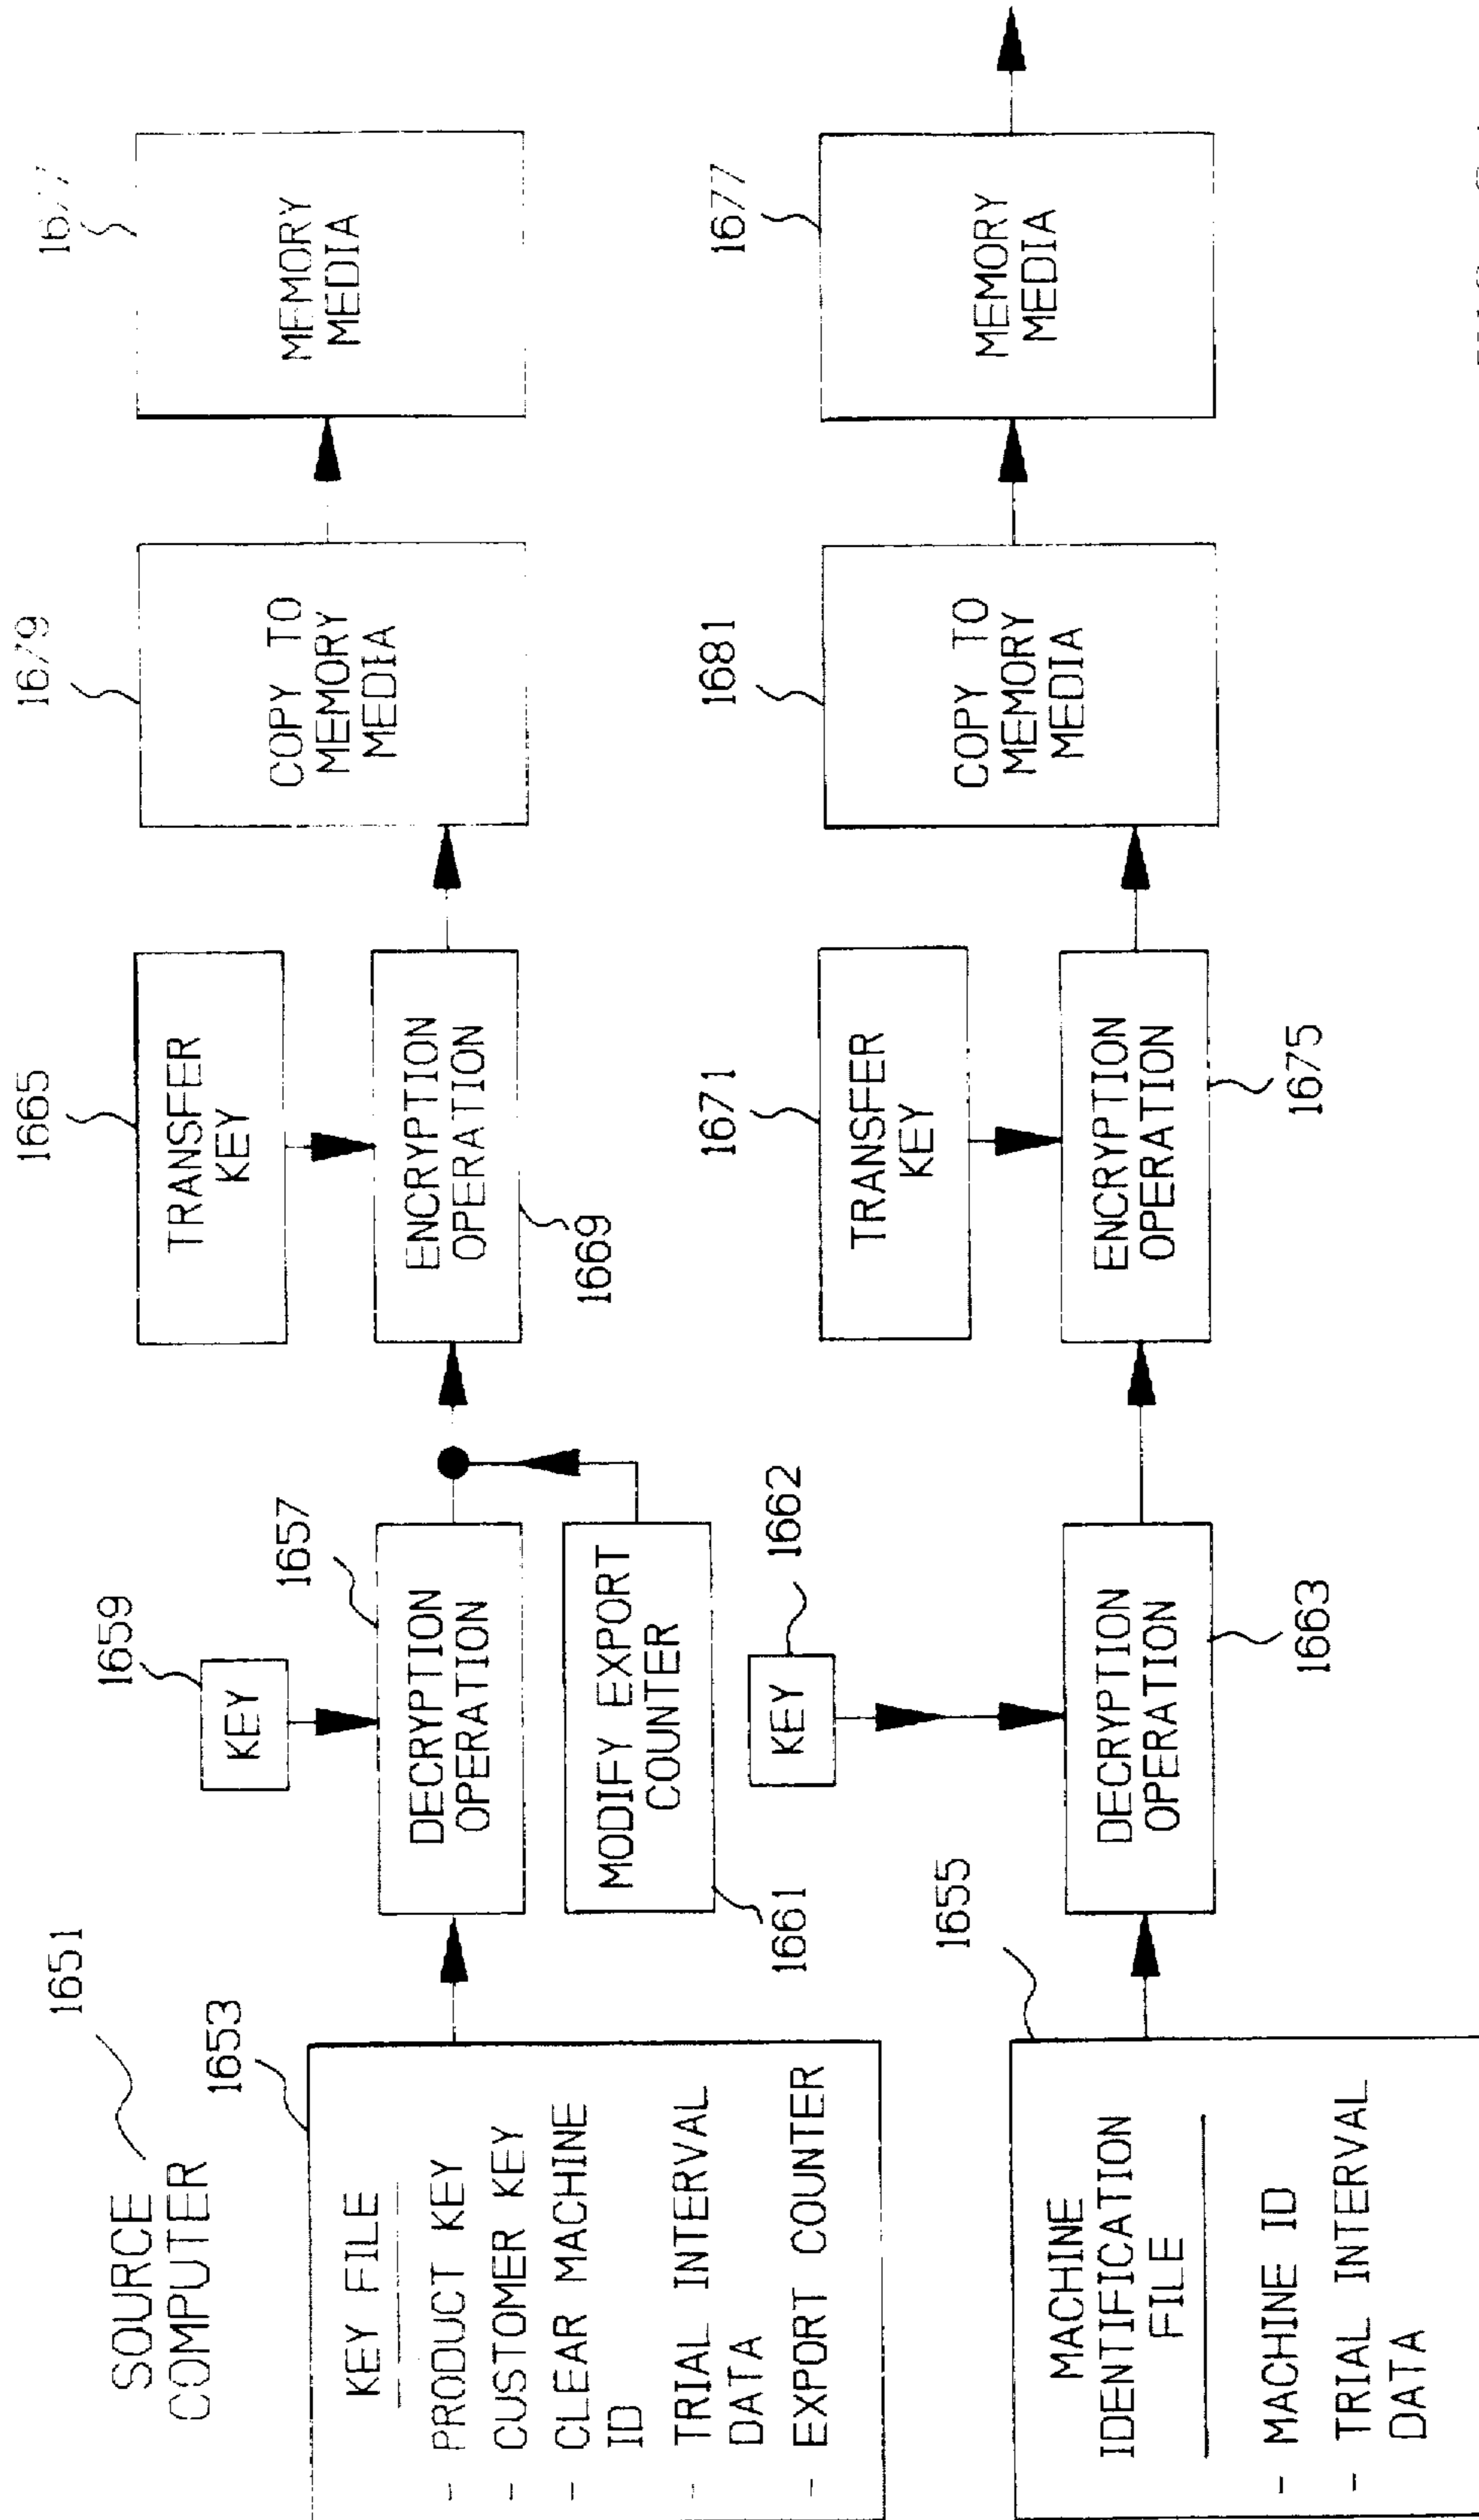 SOURCE
COMPUTER
1651
1653
KEY FILE
- PRODUCT KEY
- CUSTOMER KEY
- CLEAR MACHINE
ID
- TRIAL INTERVAL
DATA
- EXPORT COUNTER
1659
KEY
1657
DECRYPTION
OPERATION
MODIFY EXPORT
COUNTER
1661
1665
TRANSFER
KEY
ENCRYPTION
OPERATION
1669
1679
COPY TO
MEMORY
MEDIA
1677
MEMORY
MEDIA
1655
MACHINE
IDENTIFICATION
FILE
- MACHINE ID
- TRIAL INTERVAL
DATA
1662
KEY
DECRYPTION
OPERATION
1663
1671
TRANSFER
KEY
ENCRYPTION
OPERATION
1675
1681
COPY TO
MEMORY
MEDIA
1677
MEMORY
MEDIA